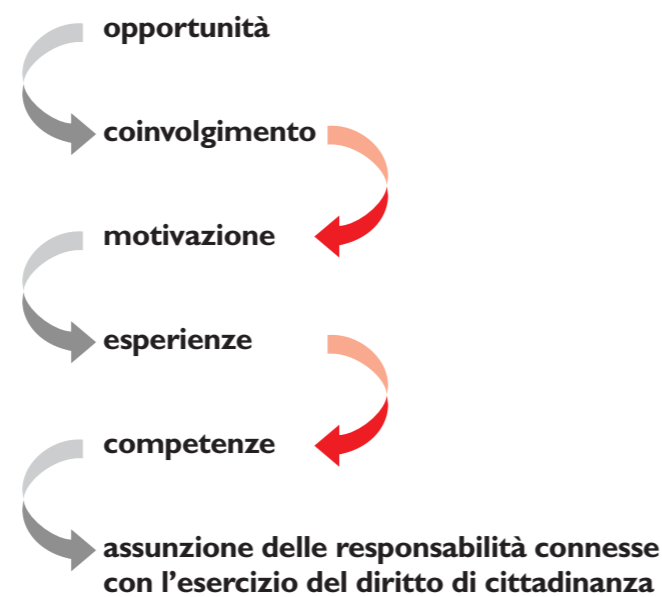 opportunità
coinvolgimento
motivazione
esperienze
competenze
assunzione delle responsabilità connesse
con l’esercizio del diritto di cittadinanza